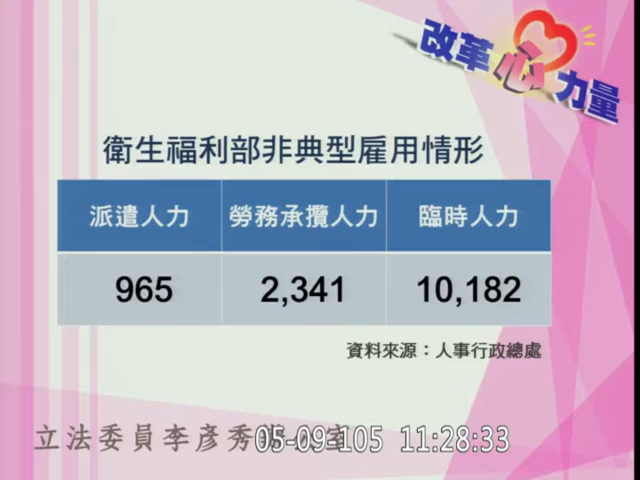 改革心力量
衛生福利部非典型雇用情形
派遣人力 勞務承攬人力 臨時人力
965 2,341 10,182
資料來源：人事行政總處
立法委員李彥秀 室
05-09-105 11:28:33